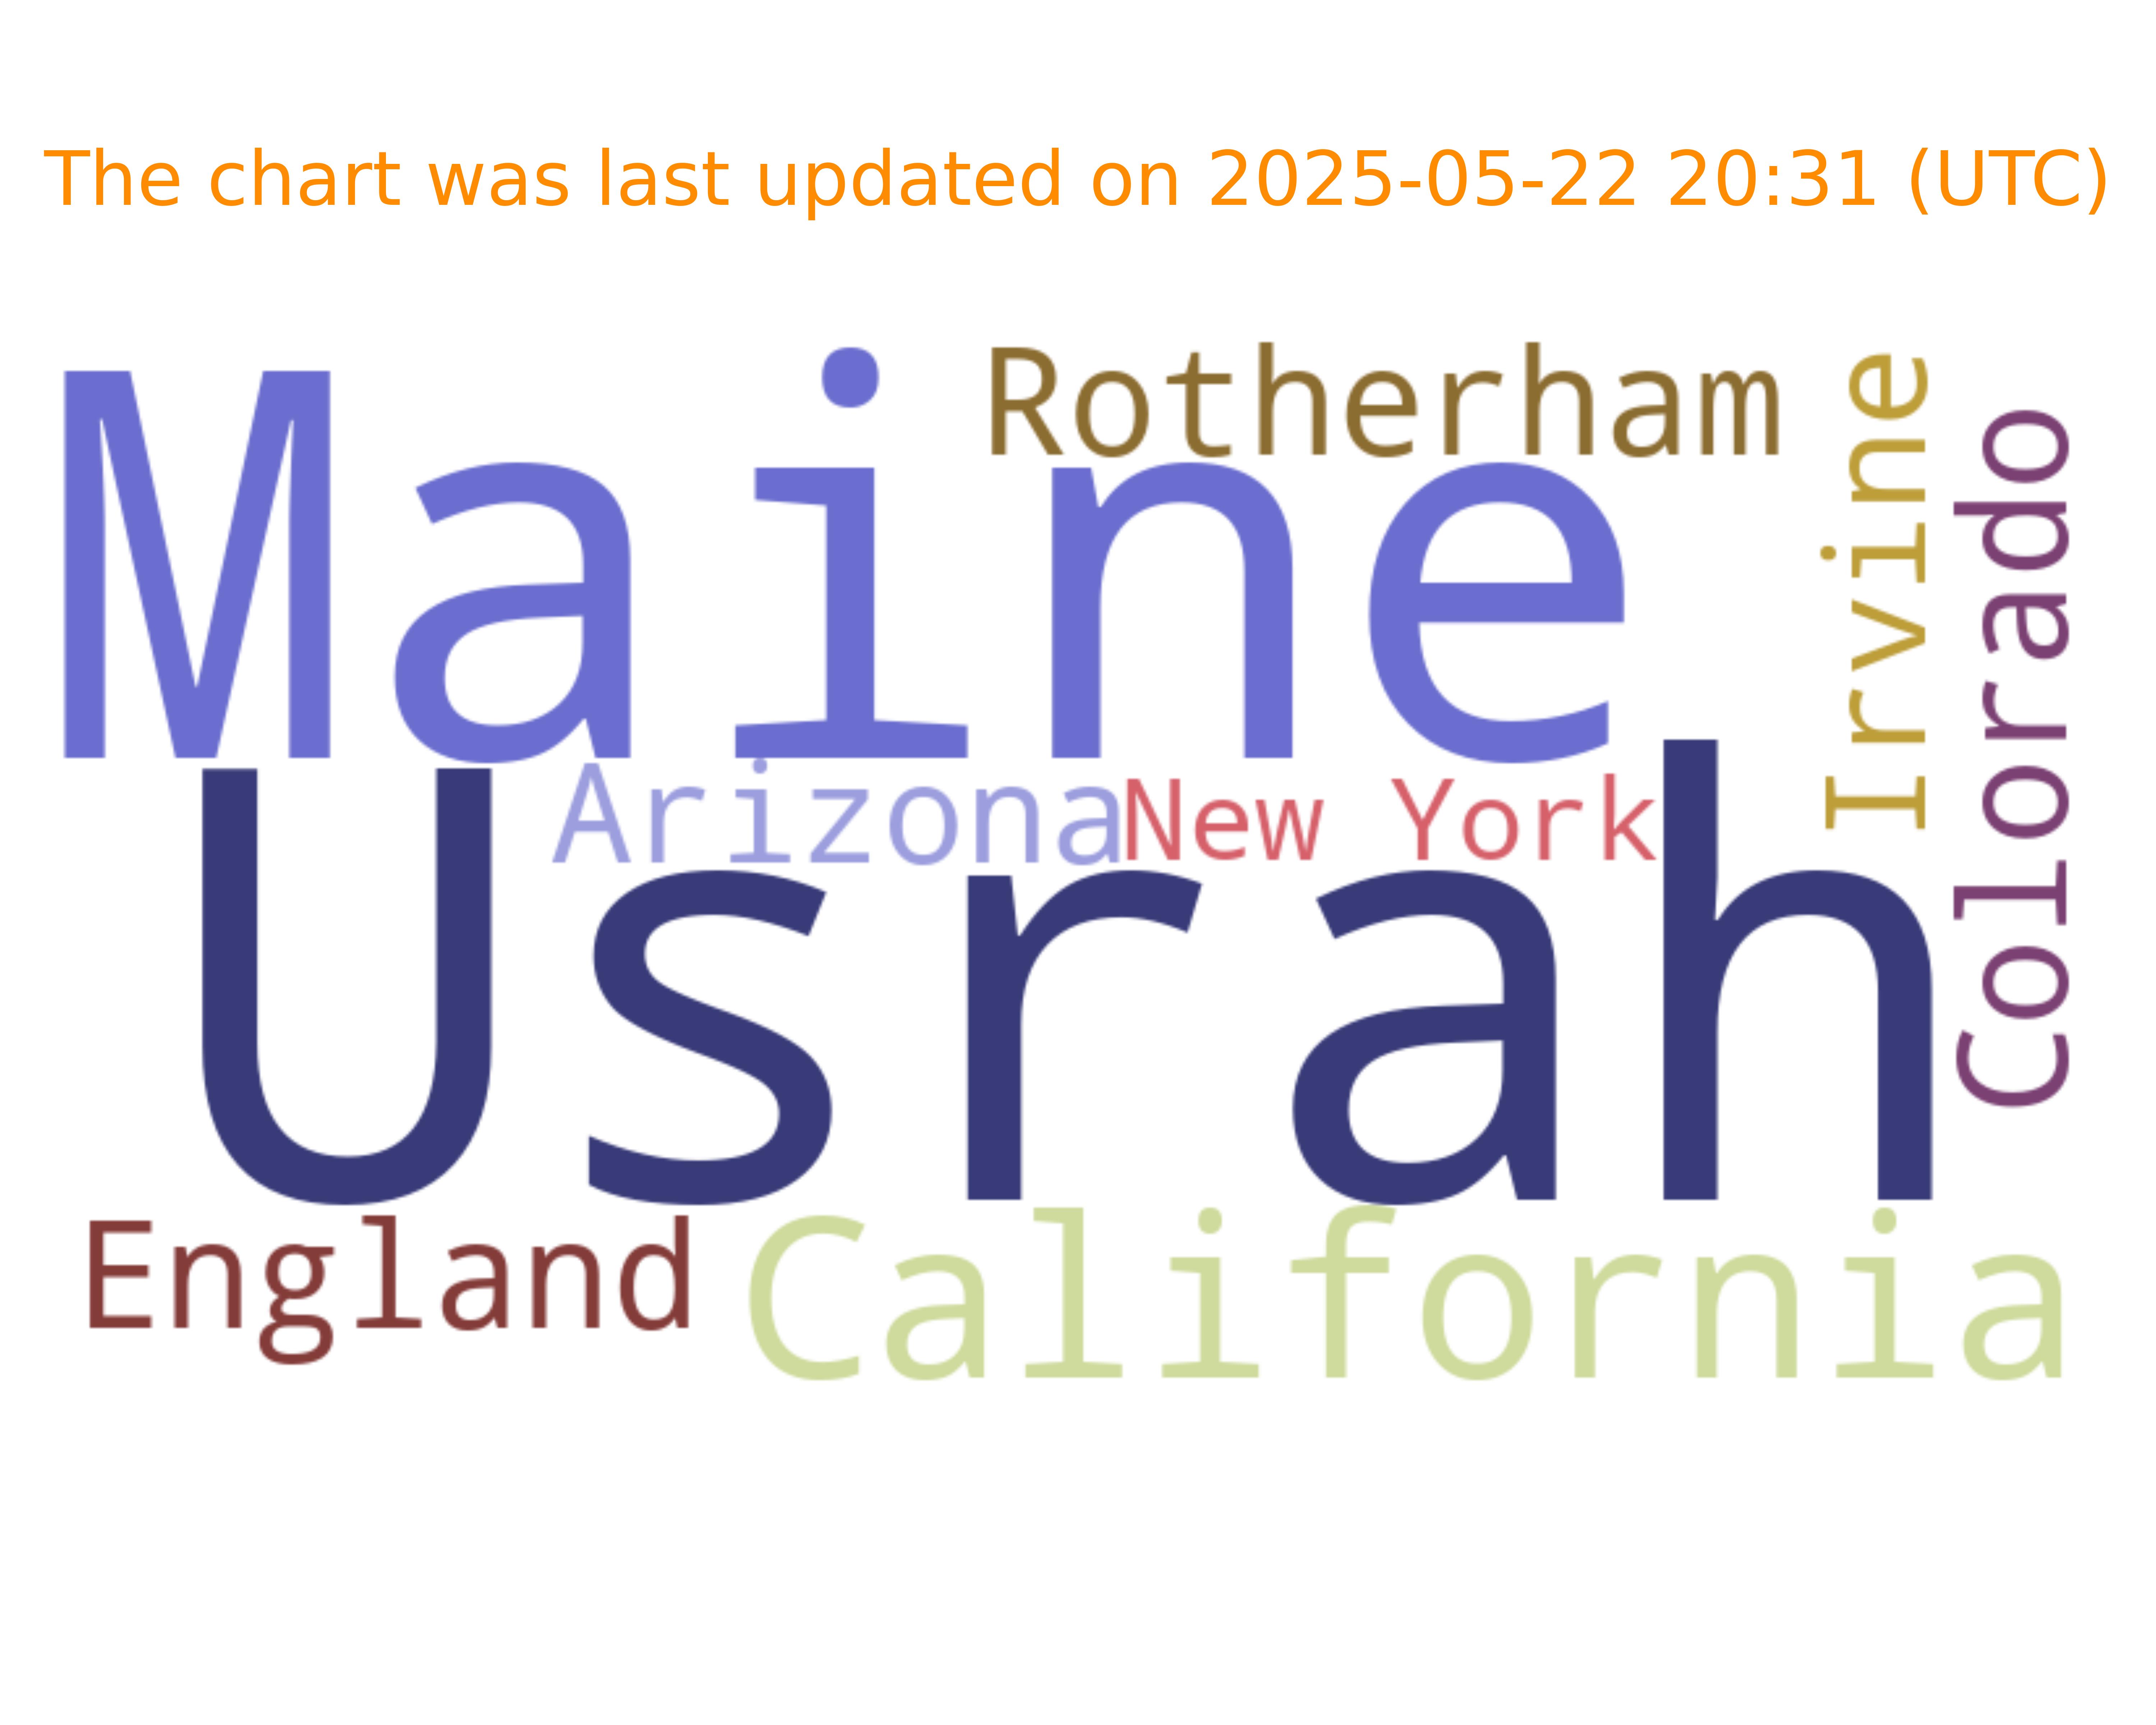 The chart was last updated on 2025-05-22 20:31 (UTC)
Maine
Rotherham
Irvine
Colorado
Arizona
New York
Usrah
England
California